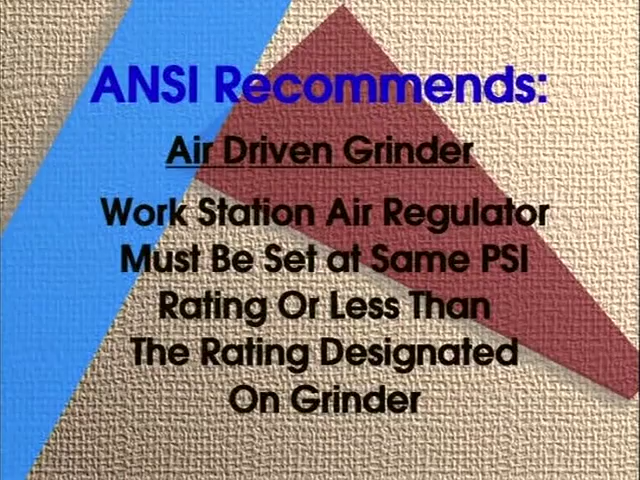 ANSI Recommends:
Air Driven Grinder
Work Station Air Regulator
Must Be Set at Same PSI
Rating Or Less Than
The Rating Designated
On Grinder